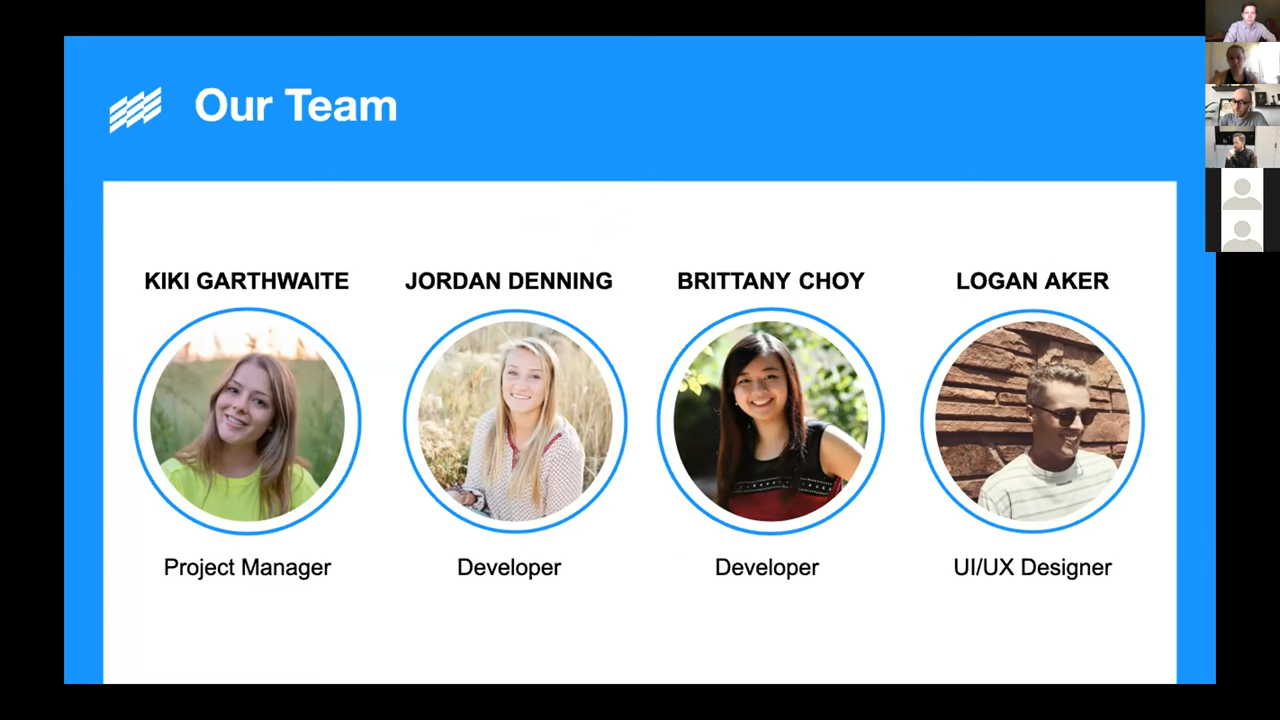 Our Team
KIKI GARTHWAITE
JORDAN DENNING
BRITTANY CHOY
LOGAN AKER
Project Manager
Developer
Developer
UI/UX Designer